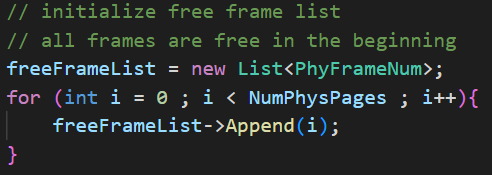 // initialize free frame list
// all frames are free in the beginning
freeFrameList = new List<PhyFrameNum>;
for (int i = 0 ; i < NumPhysPages ; i++){
    freeFrameList->Append(i);
}